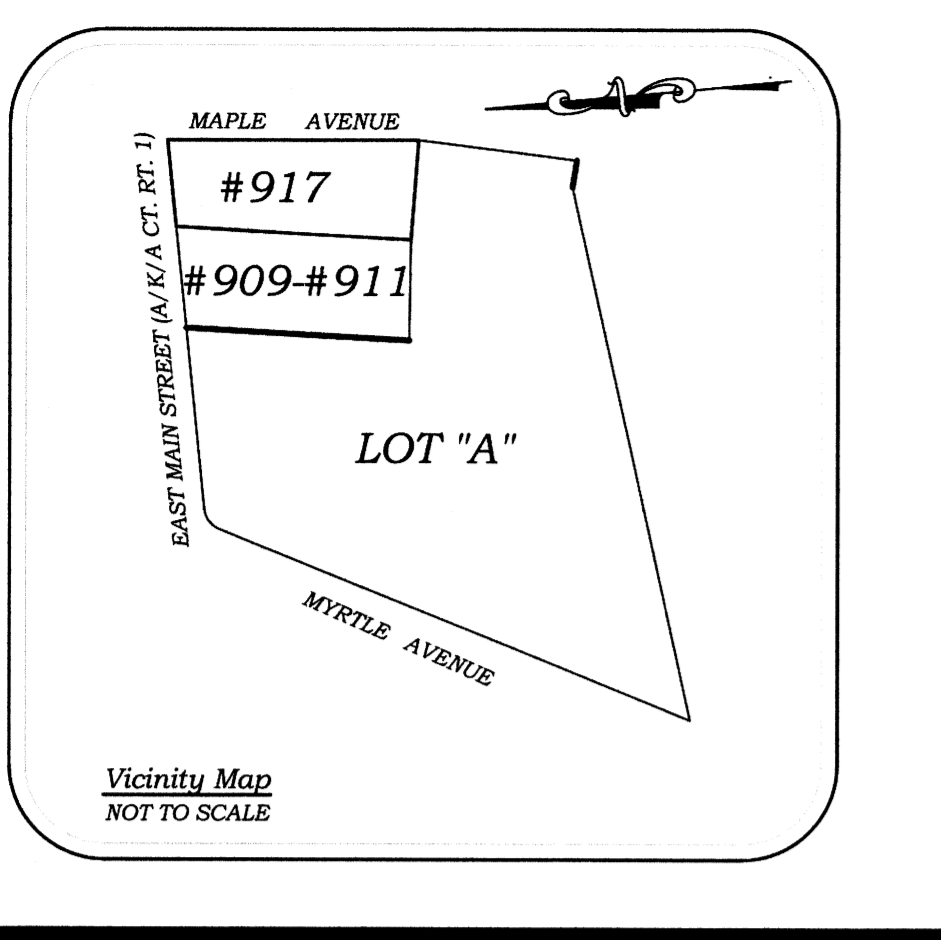 N
MAPLE AVENUE
#917
#909-#911
EAST MAIN STREET (A/K/A CT. RT. 1)
LOT "A"
MYRTLE AVENUE
Vicinity Map
NOT TO SCALE